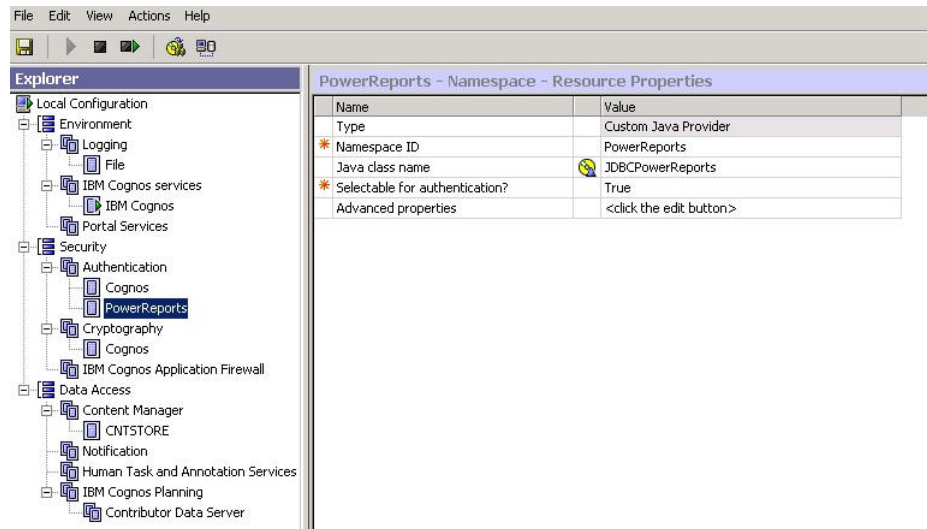 File Edit View Actions Help
Explorer
Local Configuration
Environment
Logging
File
IBM Cognos services
IBM Cognos
Portal Services
Security
Authentication
Cognos
PowerReports
Cryptography
Cognos
IBM Cognos Application Firewall
Data Access
Content Manager
CNTSTORE
Notification
Human Task and Annotation Services
IBM Cognos Planning
Contributor Data Server
PowerReports - Namespace - Resource Properties
Name Value
Type Custom Java Provider
* Namespace ID PowerReports
Java class name JDBCPowerReports
* Selectable for authentication? True
Advanced properties <click the edit button>